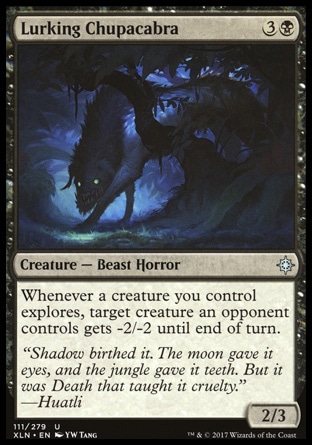 Lurking Chupacabra 3
Creature — Beast Horror
Whenever a creature you control
explores, target creature an opponent
controls gets -2/-2 until end of turn.
“Shadow birthed it. The moon gave it
eyes, and the jungle gave it teeth. But it
was Death that taught it cruelty.”
—Huatli
2/3
111/279 U
XLN • EN YW Tang ™ & © 2017 Wizards of the Coast